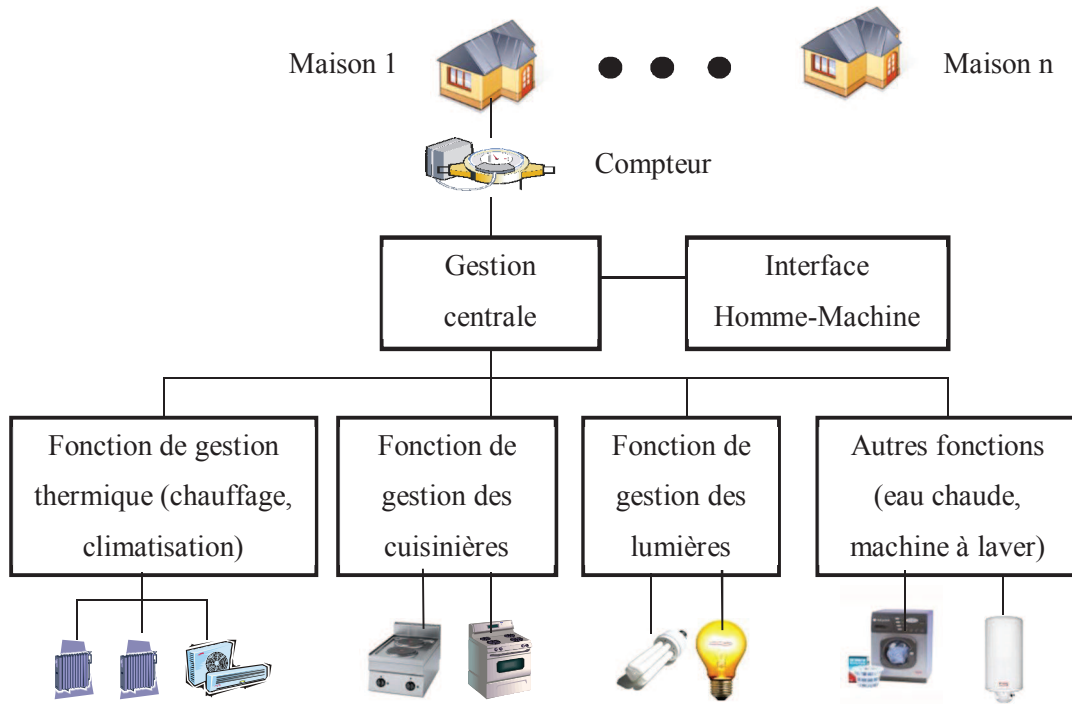 Maison 1
Maison n
Compteur
Gestion
centrale
Interface
Homme-Machine
Fonction de gestion
thermique (chauffage,
climatisation)
Fonction de
gestion des
cuisinières
Fonction de
gestion des
lumières
Autres fonctions
(eau chaude,
machine à laver)